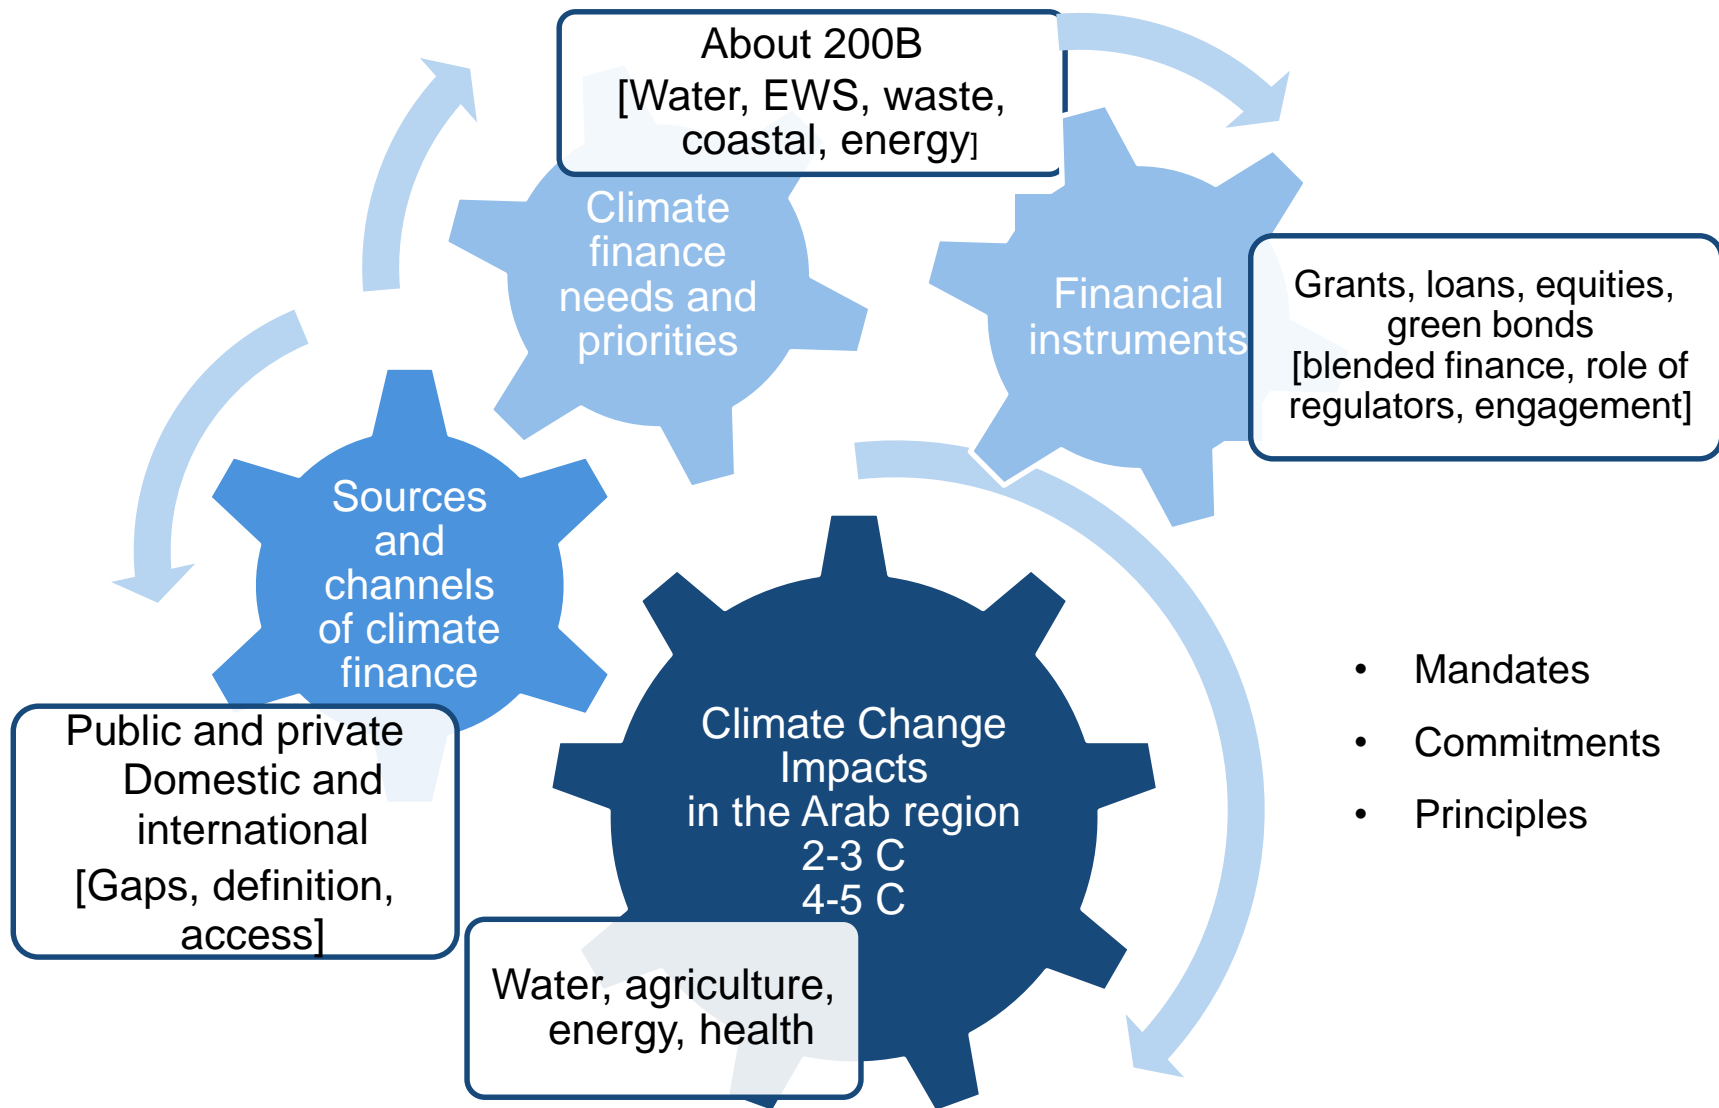 About 200B
[Water, EWS, waste,
coastal, energy]
Climate
finance
needs and
priorities
Financial
instruments
Grants, loans, equities,
green bonds
[blended finance, role of
regulators, engagement]
Sources
and
channels
of climate
finance
Public and private
Domestic and
international
[Gaps, definition,
access]
Climate Change
Impacts
in the Arab region
2-3 C
4-5 C
Water, agriculture,
energy, health
• Mandates
• Commitments
• Principles